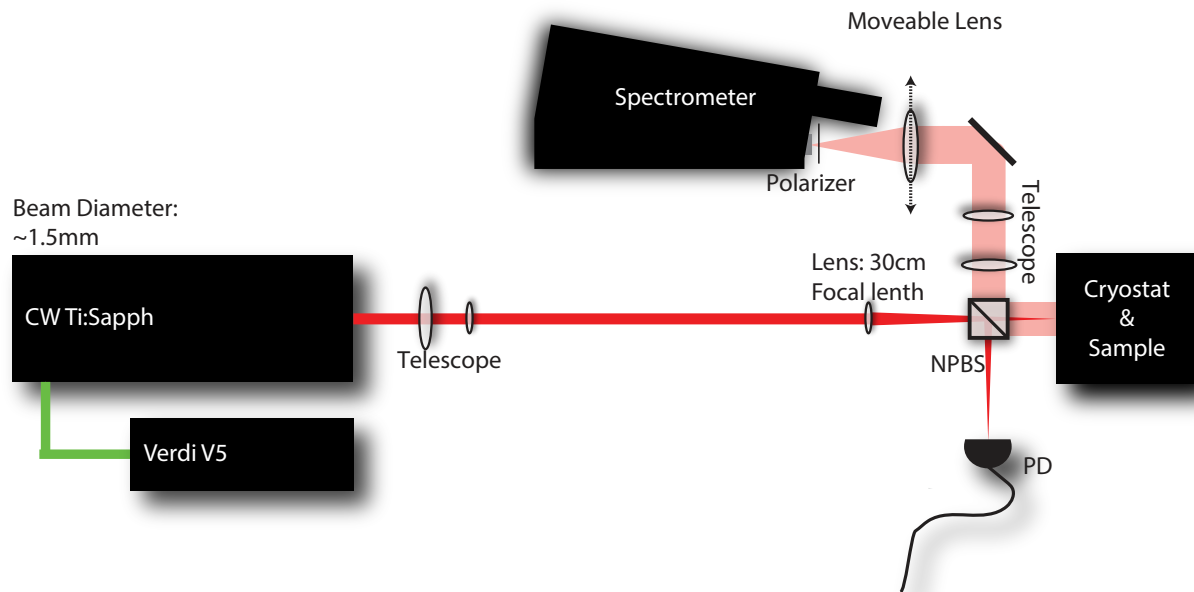 Moveable Lens
Spectrometer
Polarizer
Telescope
Beam Diameter:
~1.5mm
CW Ti:Sapph
Telescope
Lens: 30cm
Focal lenth
NPBS
Cryostat
&
Sample
Verdi V5
PD